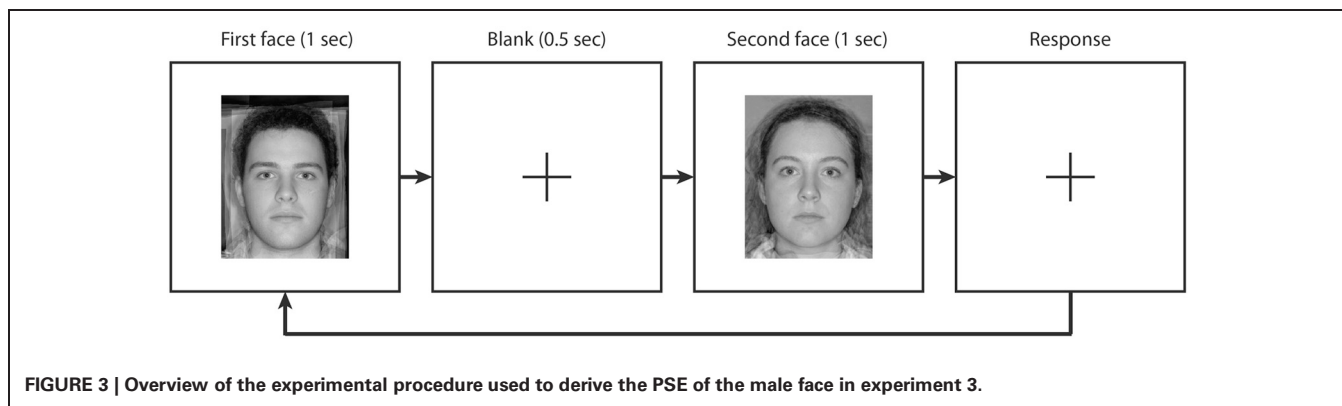 First face (1 sec) Blank (0.5 sec) Second face (1 sec) Response
FIGURE 3 | Overview of the experimental procedure used to derive the PSE of the male face in experiment 3.